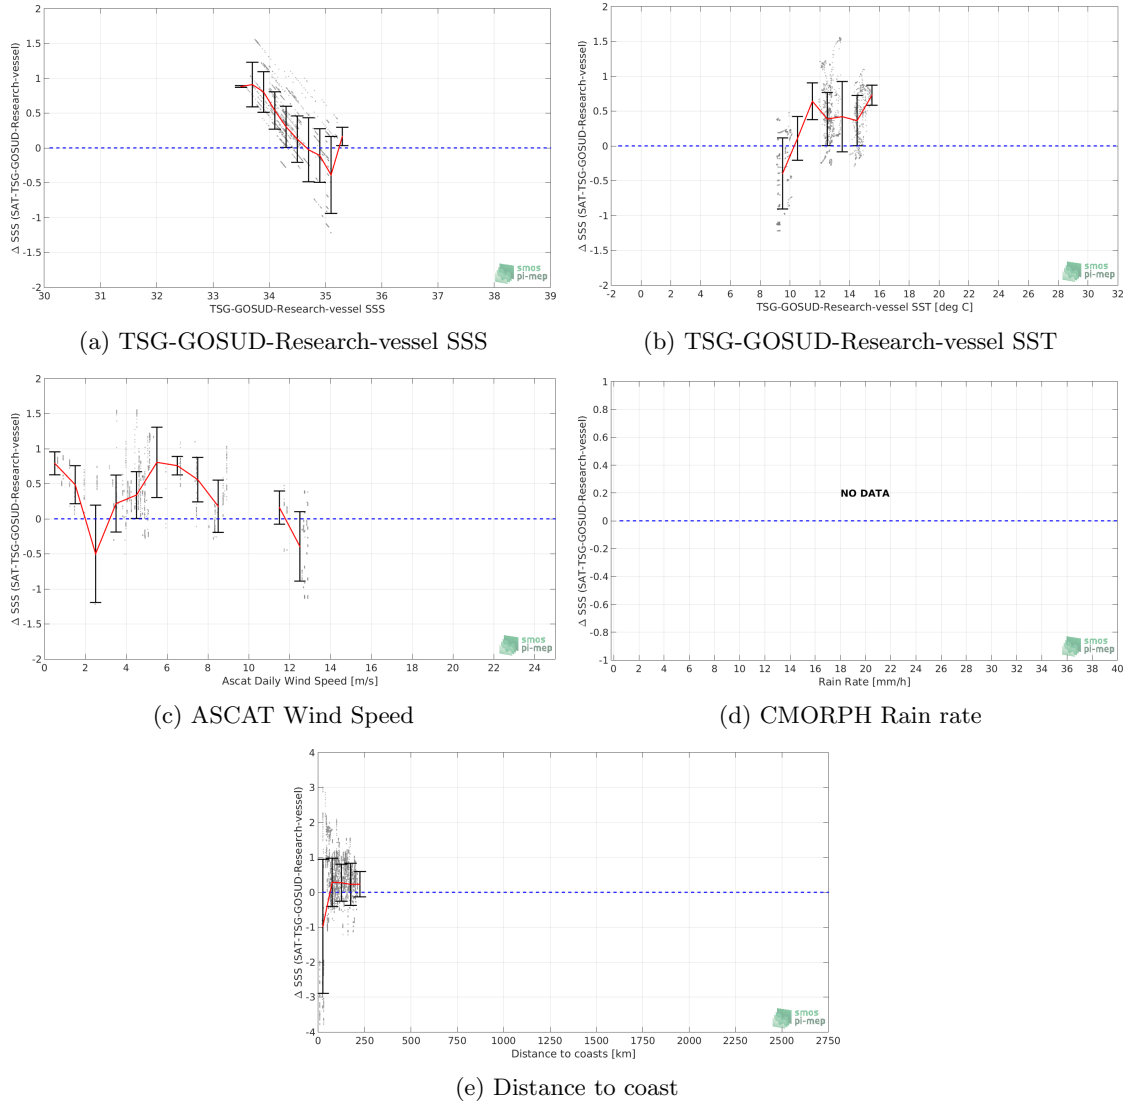 2
1.5
1
0.5
0
-0.5
-1
-1.5
-2
Δ SSS (SAT-TSG-GOSUD-Research-vessel)
30 31 32 33 34 35 36 37 38 39
TSG-GOSUD-Research-vessel SSS
smos
pi-mep
(a) TSG-GOSUD-Research-vessel SSS
2
1.5
1
0.5
0
-0.5
-1
-1.5
-2
Δ SSS (SAT-TSG-GOSUD-Research-vessel)
-2 0 2 4 6 8 10 12 14 16 18 20 22 24 26 28 30 32
TSG-GOSUD-Research-vessel SST [deg C]
smos
pi-mep
(b) TSG-GOSUD-Research-vessel SST
2
1.5
1
0.5
0
-0.5
-1
-1.5
-2
Δ SSS (SAT-TSG-GOSUD-Research-vessel)
0 2 4 6 8 10 12 14 16 18 20 22 24
Ascat Daily Wind Speed [m/s]
smos
pi-mep
(c) ASCAT Wind Speed
1
0.8
0.6
0.4
0.2
0
-0.2
-0.4
-0.6
-0.8
-1
Δ SSS (SAT-TSG-GOSUD-Research-vessel)
NO DATA
0 2 4 6 8 10 12 14 16 18 20 22 24 26 28 30 32 34 36 38 40
Rain Rate [mm/h]
smos
pi-mep
(d) CMORPH Rain rate
4
3
2
1
0
-1
-2
-3
-4
Δ SSS (SAT-TSG-GOSUD-Research-vessel)
0 250 500 750 1000 1250 1500 1750 2000 2250 2500 2750
Distance to coasts [km]
smos
pi-mep
(e) Distance to coast